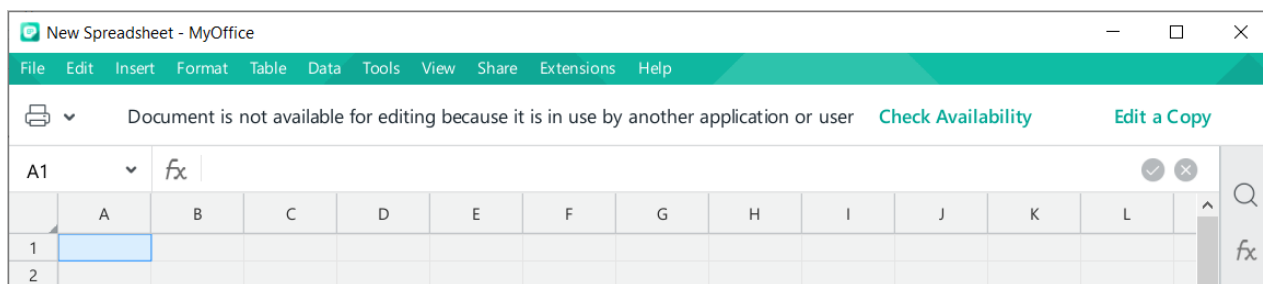 New Spreadsheet - MyOffice
File Edit Insert Format Table Data Tools View Share Extensions Help
Document is not available for editing because it is in use by another application or user Check Availability Edit a Copy
A1 fx
A B C D E F G H I J K L
1
fx
2